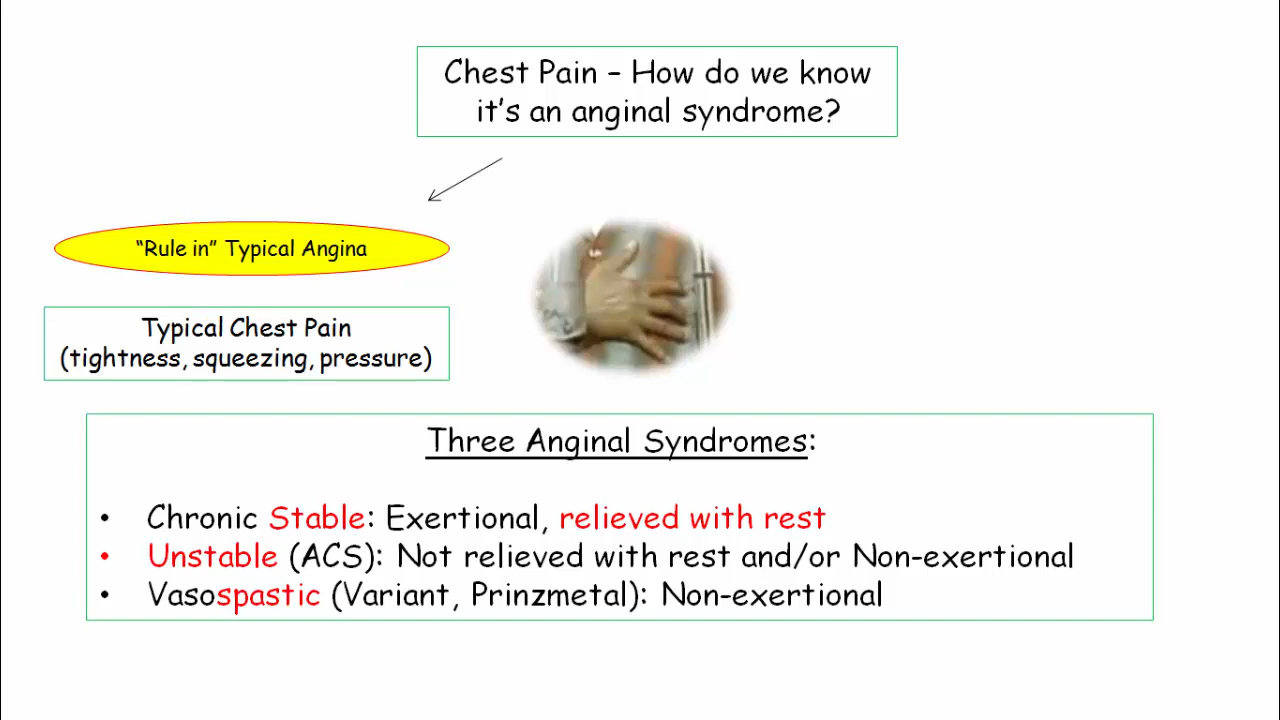 Chest Pain – How do we know
it's an anginal syndrome?
"Rule in" Typical Angina
Typical Chest Pain
(tightness, squeezing, pressure)
Three Anginal Syndromes:
• Chronic Stable: Exertional, relieved with rest
• Unstable (ACS): Not relieved with rest and/or Non-exertional
• Vasospastic (Variant, Prinzmetal): Non-exertional